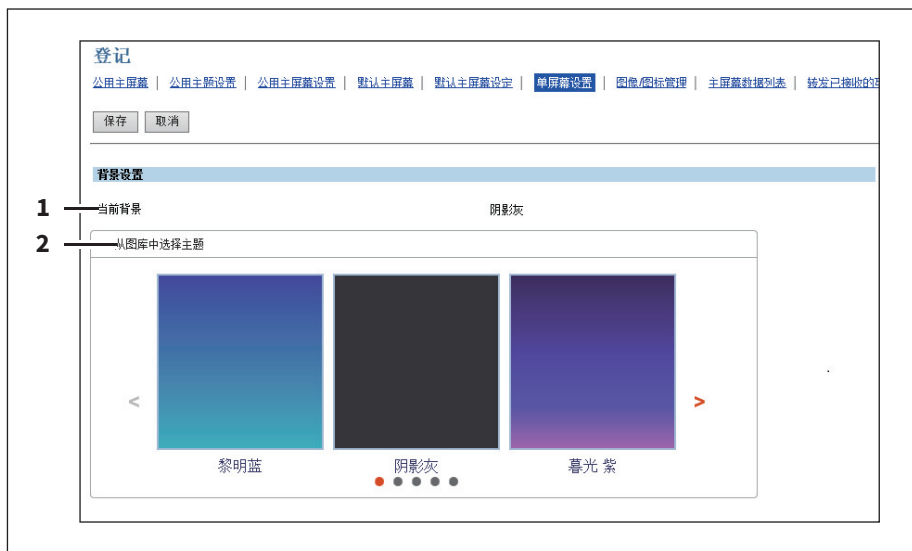 登记
公用主屏幕 | 公用主题设置 | 公用主屏幕设置 | 默认主屏幕 | 默认主屏幕设定 | 单屏幕设置 | 图像/图标管理 | 主屏幕数据列表 | 转发已接收的
保存 取消
背景设置
1 当前背景 阴影灰
2 从图库中选择主题
< >
黎明蓝 阴影灰 暮光 紫